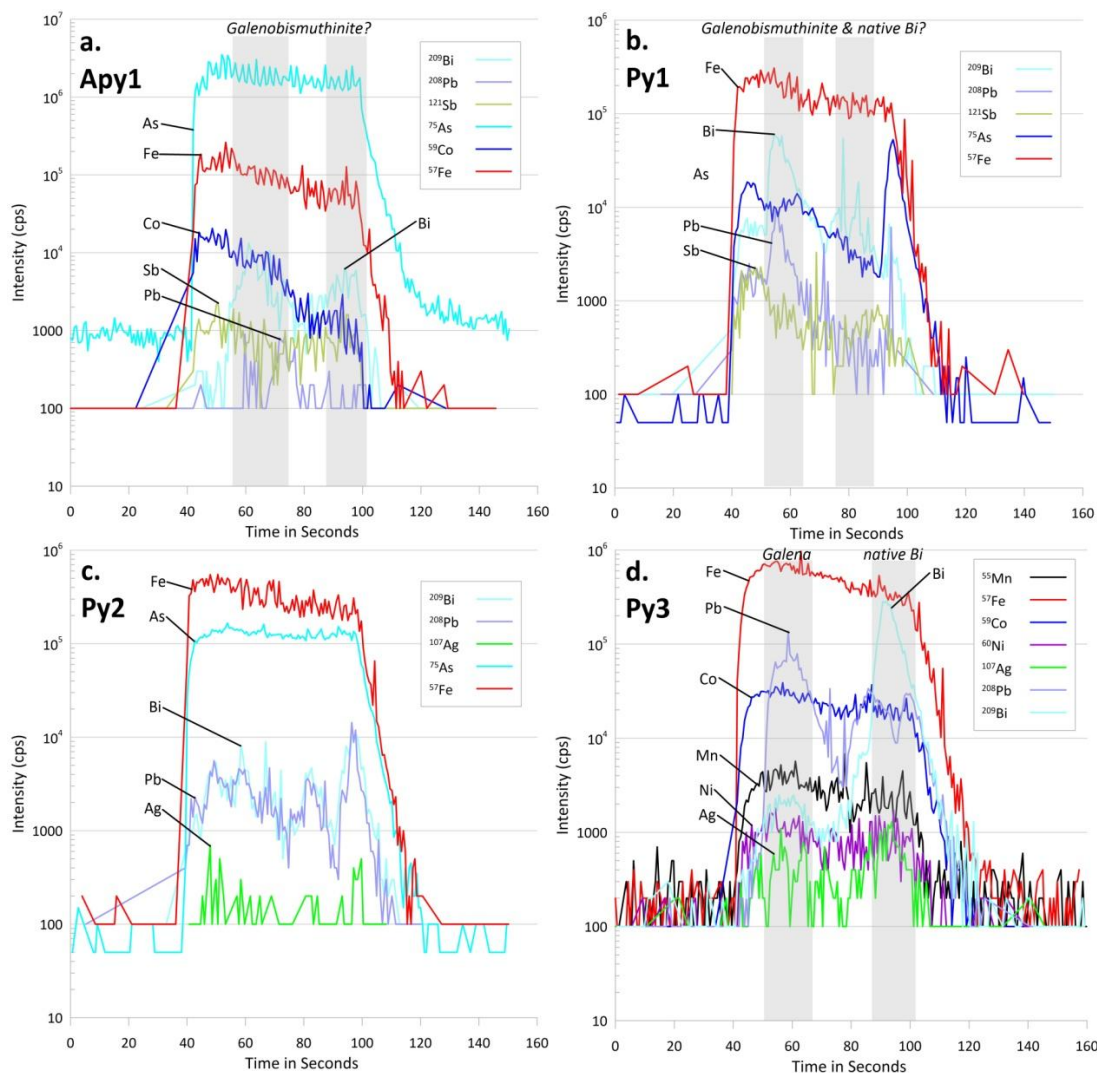 Galenobismuthinite?
a.
Apy1
10⁷
10⁶
10⁵
10⁴
1000
100
10
Intensity (cps)
As
Fe
Co
Sb
Pb
Bi
²⁰⁹Bi
²⁰⁸Pb
¹²¹Sb
⁷⁵As
⁵⁹Co
⁵⁷Fe
0 20 40 60 80 100 120 140 160
Time in Seconds
Galenobismuthinite & native Bi?
b.
Py1
10⁶
10⁵
10⁴
1000
100
10
Intensity (cps)
Fe
Bi
As
Pb
Sb
²⁰⁹Bi
²⁰⁸Pb
¹²¹Sb
⁷⁵As
⁵⁷Fe
0 20 40 60 80 100 120 140 160
Time in Seconds
c.
Py2
10⁶
10⁵
10⁴
1000
100
10
Intensity (cps)
Fe
As
Bi
Pb
Ag
²⁰⁹Bi
²⁰⁸Pb
¹⁰⁷Ag
⁷⁵As
⁵⁷Fe
0 20 40 60 80 100 120 140 160
Time in Seconds
Galena native Bi
d.
Py3
10⁶
10⁵
10⁴
1000
100
10
Intensity (cps)
Fe
Pb
Co
Mn
Ni
Ag
Bi
⁵⁵Mn
⁵⁷Fe
⁵⁹Co
⁶⁰Ni
¹⁰⁷Ag
²⁰⁸Pb
²⁰⁹Bi
0 20 40 60 80 100 120 140 160
Time in Seconds